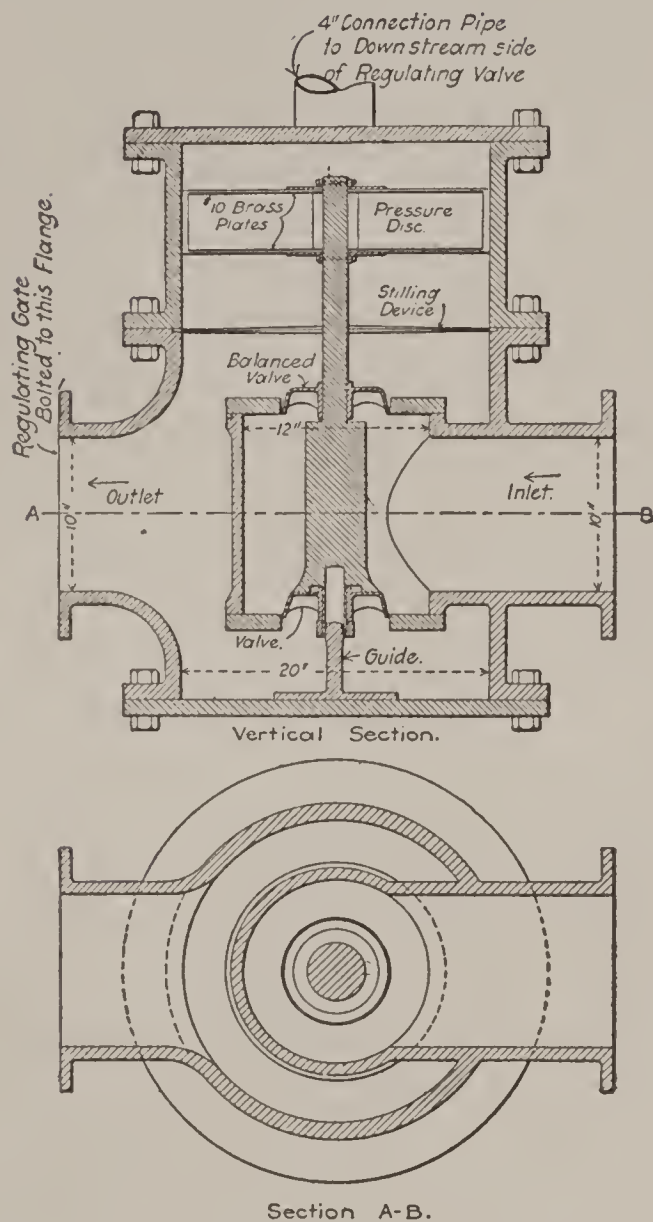 4" Connection Pipe
to Downstream side
of Regulating Valve
#10 Brass
Plates
Pressure
Disc.
Stilling
Device
Regulating Gate
Bolted to this Flange.
Balanced
Valve
12"
A
Outlet
10"
Inlet.
10"
B
Valve.
Guide.
20"
Vertical Section.
Section A-B.